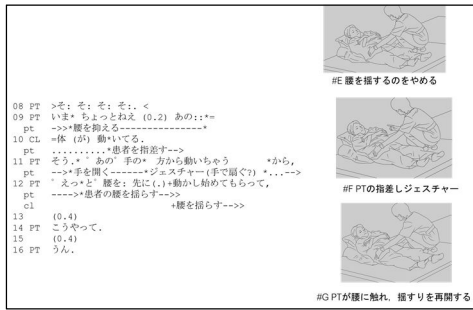 #E 腰を揺するのをやめる
08 PT >そ: そ: そ: そ:. <
09 PT いま* ちょっとねえ (0.2) あの::*=
pt ->>*腰を抑える---------------*
10 CL =体 (が) 動*いてる.
pt ..........*患者を指差す-->
11 PT そう.* ゜あの゜手の* 方から動いちゃう *から,
pt -->*手を開く------*ジェスチャー(手で扇ぐ?) *...-->
12 PT ゜えっ*と゜腰を: 先に(.)+動かし始めてもらって,
pt ---->*患者の腰を揺らす-->>
cl +腰を揺らす-->>
13 (0.4)
14 PT こうやって.
15 (0.4)
16 PT うん.
#F PTの指差しジェスチャー
#G PTが腰に触れ、揺すりを再開する